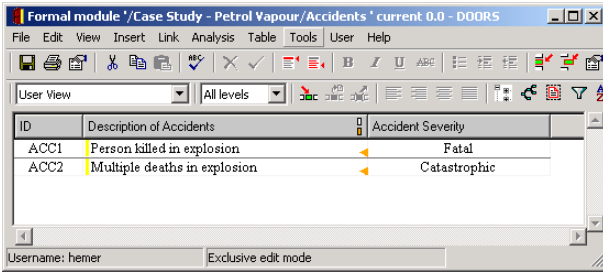 Formal module '/Case Study - Petrol Vapour/Accidents ' current 0.0 - DOORS
File Edit View Insert Link Analysis Table Tools User Help
ABC B I U ABC
User View All levels
ID Description of Accidents Accident Severity
ACC1 Person killed in explosion Fatal
ACC2 Multiple deaths in explosion Catastrophic
Username: hemer Exclusive edit mode